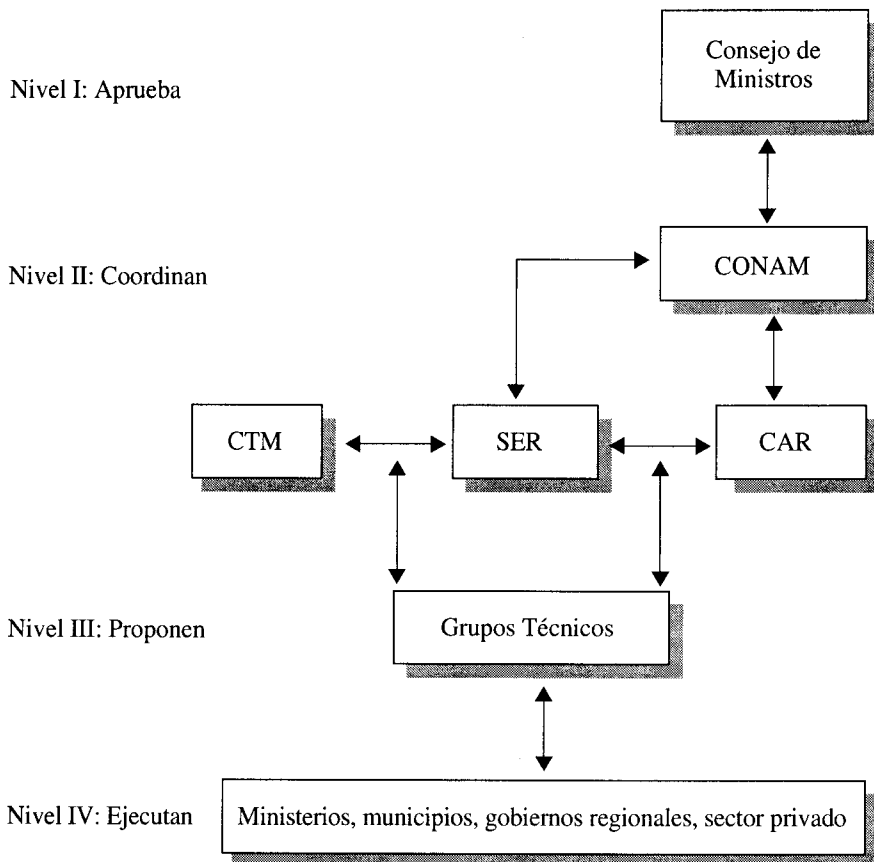 Consejo de
Ministros
Nivel I: Aprueba
CONAM
Nivel II: Coordinan
CTM
SER
CAR
Nivel III: Proponen
Grupos Técnicos
Nivel IV: Ejecutan
Ministerios, municipios, gobiernos regionales, sector privado